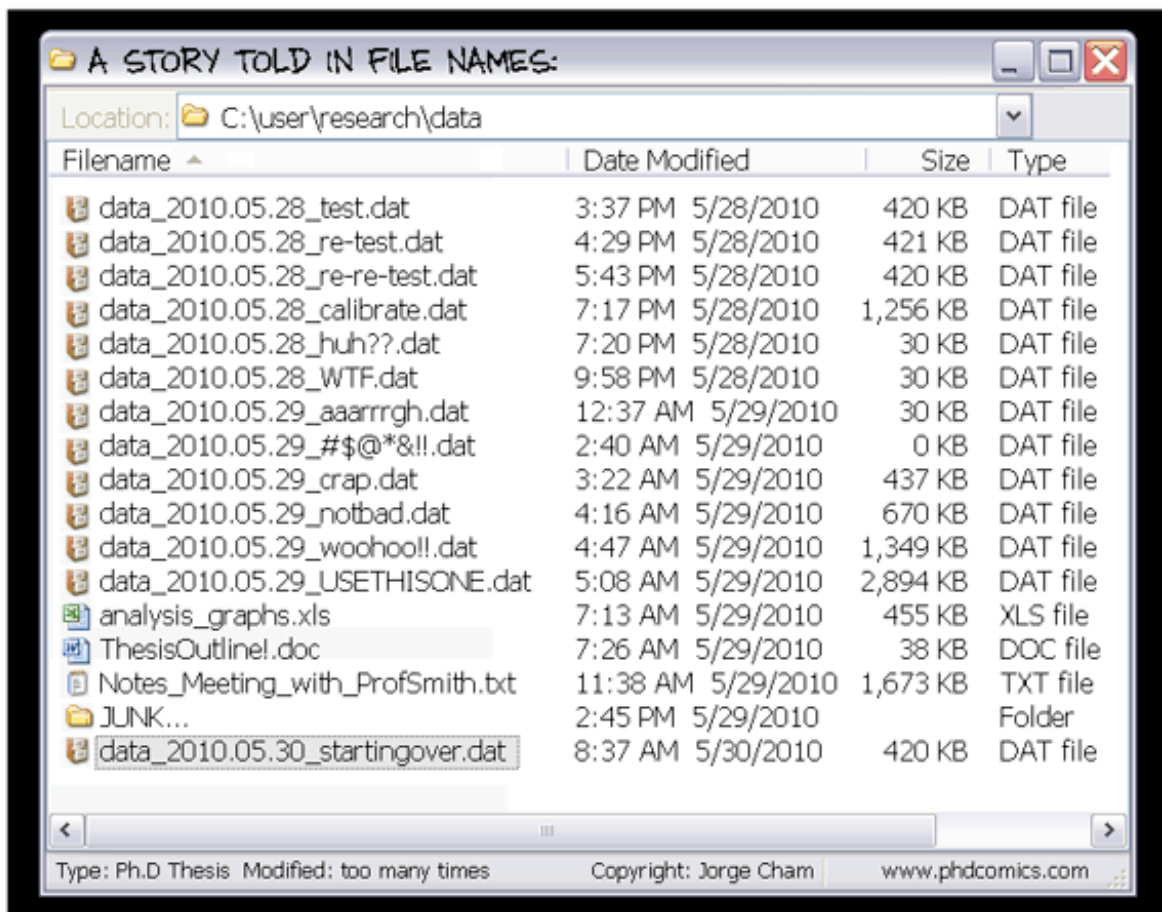 A STORY TOLD IN FILE NAMES:
Location: C:\user\research\data
Filename Date Modified Size Type
data_2010.05.28_test.dat 3:37 PM 5/28/2010 420 KB DAT file
data_2010.05.28_re-test.dat 4:29 PM 5/28/2010 421 KB DAT file
data_2010.05.28_re-re-test.dat 5:43 PM 5/28/2010 420 KB DAT file
data_2010.05.28_calibrate.dat 7:17 PM 5/28/2010 1,256 KB DAT file
data_2010.05.28_huh??.dat 7:20 PM 5/28/2010 30 KB DAT file
data_2010.05.28_WTF.dat 9:58 PM 5/28/2010 30 KB DAT file
data_2010.05.29_aaarrrgh.dat 12:37 AM 5/29/2010 30 KB DAT file
data_2010.05.29_#$@*&!!.dat 2:40 AM 5/29/2010 0 KB DAT file
data_2010.05.29_crap.dat 3:22 AM 5/29/2010 437 KB DAT file
data_2010.05.29_notbad.dat 4:16 AM 5/29/2010 670 KB DAT file
data_2010.05.29_woohoo!!.dat 4:47 AM 5/29/2010 1,349 KB DAT file
data_2010.05.29_USETHISONE.dat 5:08 AM 5/29/2010 2,894 KB DAT file
analysis_graphs.xls 7:13 AM 5/29/2010 455 KB XLS file
ThesisOutline!.doc 7:26 AM 5/29/2010 38 KB DOC file
Notes_Meeting_with_ProfSmith.txt 11:38 AM 5/29/2010 1,673 KB TXT file
JUNK... 2:45 PM 5/29/2010 Folder
data_2010.05.30_startingover.dat 8:37 AM 5/30/2010 420 KB DAT file
Type: Ph.D Thesis Modified: too many times Copyright: Jorge Cham www.phdcomics.com